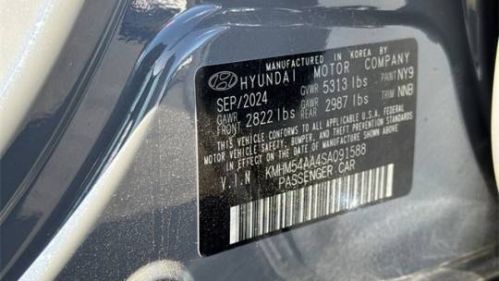 MANUFACTURED IN KOREA BY
HYUNDAI MOTOR COMPANY
SEP/2024 GVWR 5313 lbs PAINT NY9
GAWR FRONT 2822 lbs GAWR REAR 2987 lbs TRIM NNB
THIS VEHICLE CONFORMS TO ALL APPLICABLE U.S.A FEDERAL
MOTOR VEHICLE SAFETY, BUMPER, AND THEFT PREVENTION
STANDARDS IN EFFECT ON THE DATE OF MANUFACTURE SHOWN ABOVE.
V.I.N KMHM54AA4SA091588
PASSENGER CAR